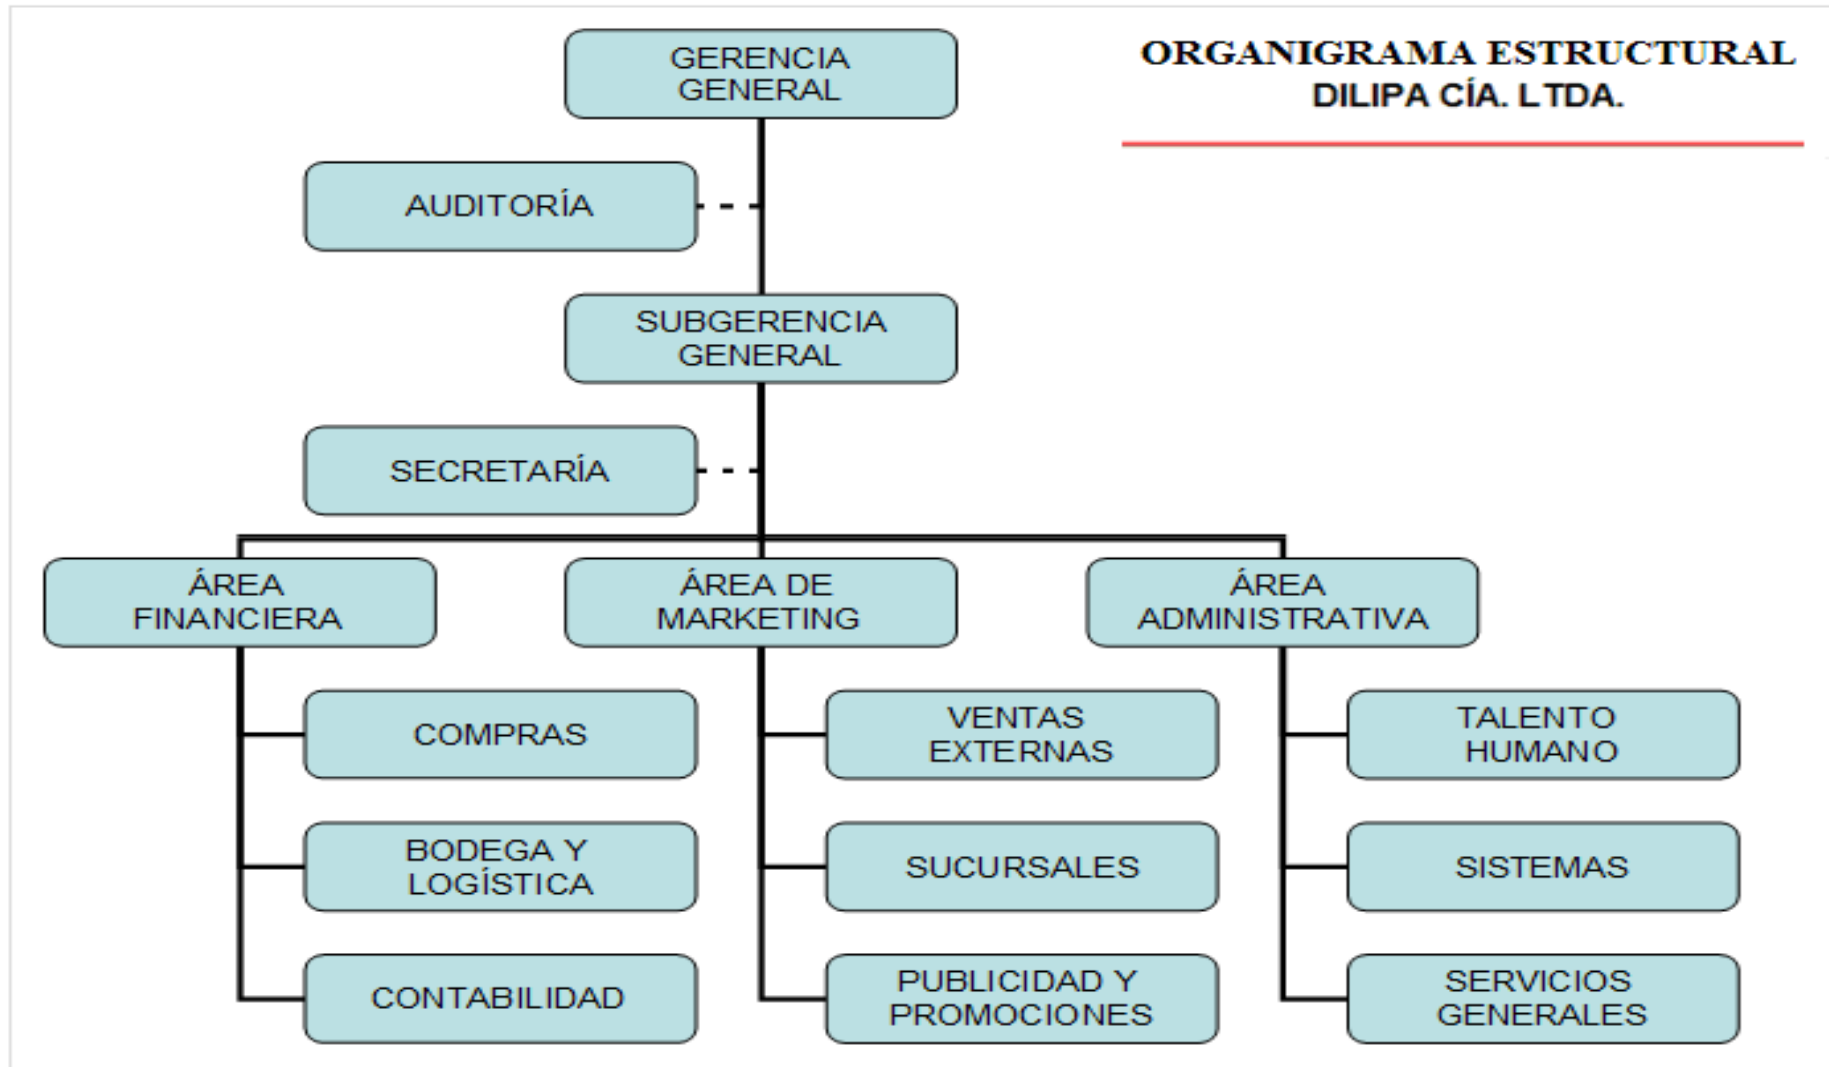 ORGANIGRAMA ESTRUCTURAL
DILIPA CÍA. LTDA.
GERENCIA
GENERAL
AUDITORÍA
SUBGERENCIA
GENERAL
SECRETARÍA
ÁREA
FINANCIERA
ÁREA DE
MARKETING
ÁREA
ADMINISTRATIVA
COMPRAS
VENTAS
EXTERNAS
TALENTO
HUMANO
BODEGA Y
LOGÍSTICA
SUCURSALES
SISTEMAS
CONTABILIDAD
PUBLICIDAD Y
PROMOCIONES
SERVICIOS
GENERALES